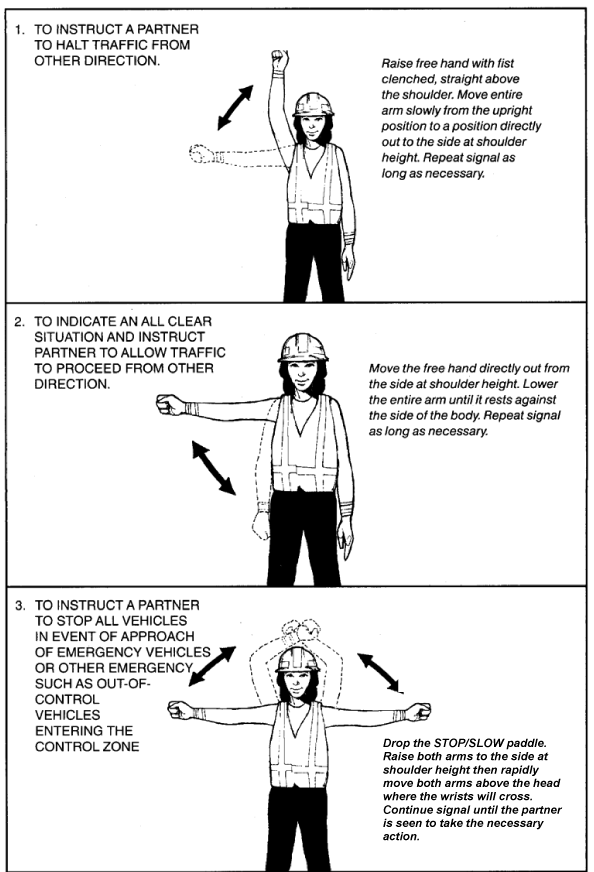 1. TO INSTRUCT A PARTNER
TO HALT TRAFFIC FROM
OTHER DIRECTION.
Raise free hand with fist
clenched, straight above
the shoulder. Move entire
arm slowly from the upright
position to a position directly
out to the side at shoulder
height. Repeat signal as
long as necessary.
2. TO INDICATE AN ALL CLEAR
SITUATION AND INSTRUCT
PARTNER TO ALLOW TRAFFIC
TO PROCEED FROM OTHER
DIRECTION.
Move the free hand directly out from
the side at shoulder height. Lower
the entire arm until it rests against
the side of the body. Repeat signal
as long as necessary.
3. TO INSTRUCT A PARTNER
TO STOP ALL VEHICLES
IN EVENT OF APPROACH
OF EMERGENCY VEHICLES
OR OTHER EMERGENCY,
SUCH AS OUT-OF-
CONTROL
VEHICLES
ENTERING THE
CONTROL ZONE
Drop the STOP/SLOW paddle.
Raise both arms to the side at
shoulder height then rapidly
move both arms above the head
where the wrists will cross.
Continue signal until the partner
is seen to take the necessary
action.